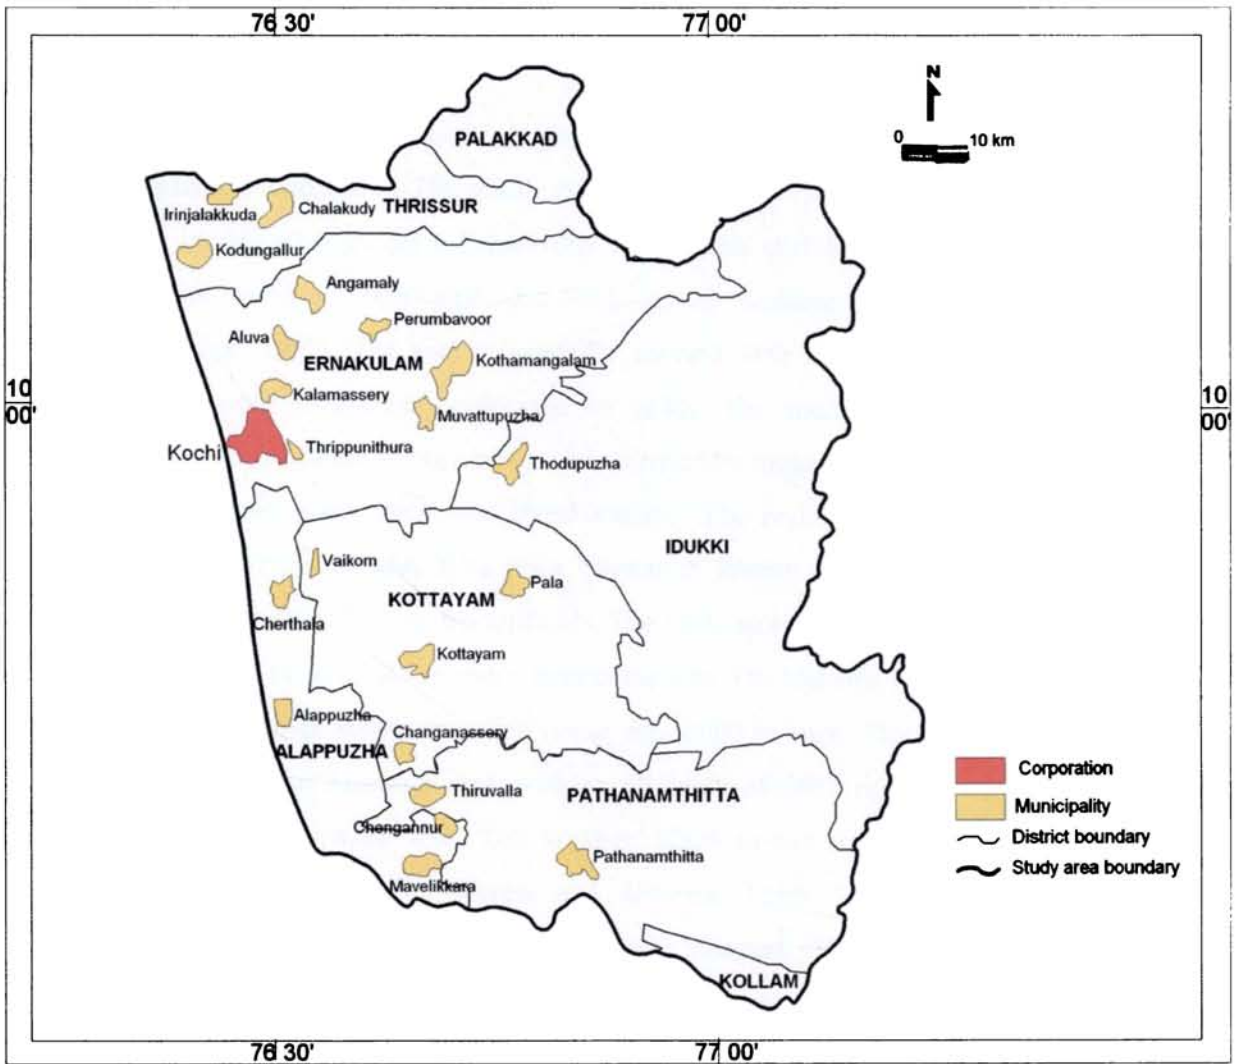 76 30'
77 00'
N
0
10 km
PALAKKAD
Irinjalakkuda
Chalakudy
THRISSUR
Kodungallur
Angamaly
Perumbavoor
Aluva
ERNAKULAM
Kothamangalam
10
00'
10
00'
Kalamassery
Muvattupuzha
Kochi
Thrippunithura
Thodupuzha
IDUKKI
Vaikom
Pala
KOTTAYAM
Cherthala
Kottayam
Alappuzha
Changanassery
ALAPPUZHA
Thiruvalla
PATHANAMTHITTA
Chengannur
Pathanamthitta
Mavelikkara
KOLLAM
Corporation
Municipality
District boundary
Study area boundary
76 30'
77 00'